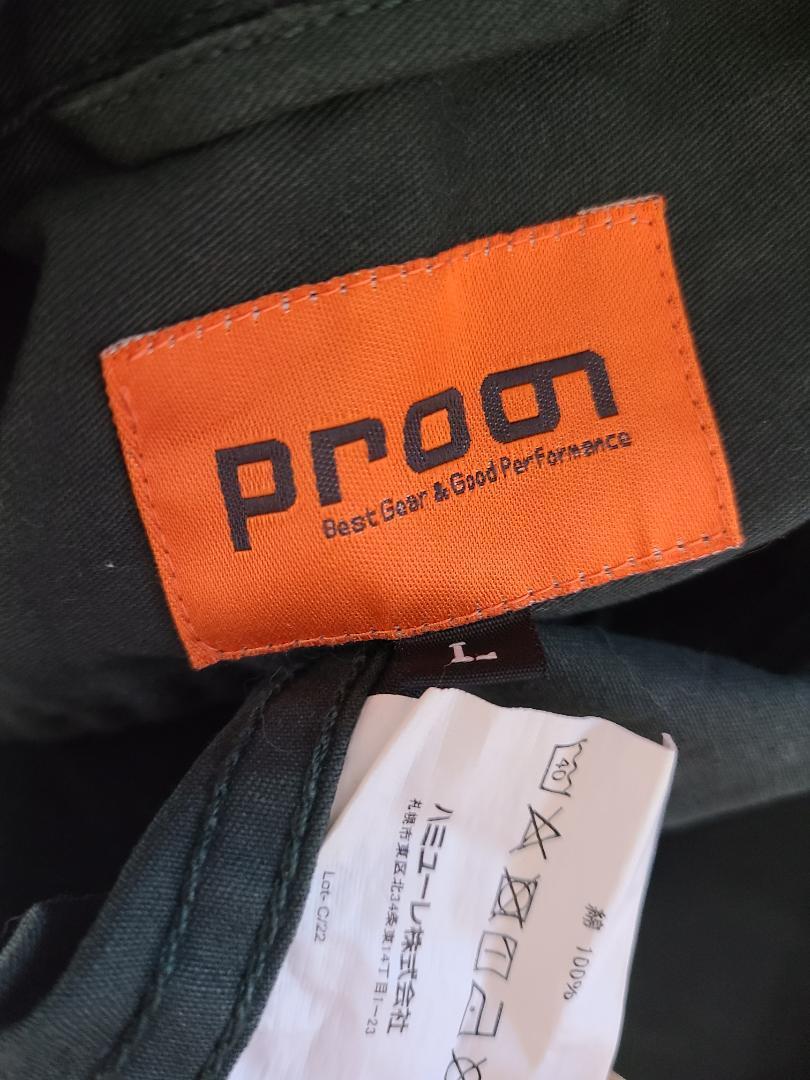 proon
Best Gear & Good Performance
L
40
綿 100%
ハミューレ株式会社
札幌市東区北34条東14丁目1-23
Lot- C/22